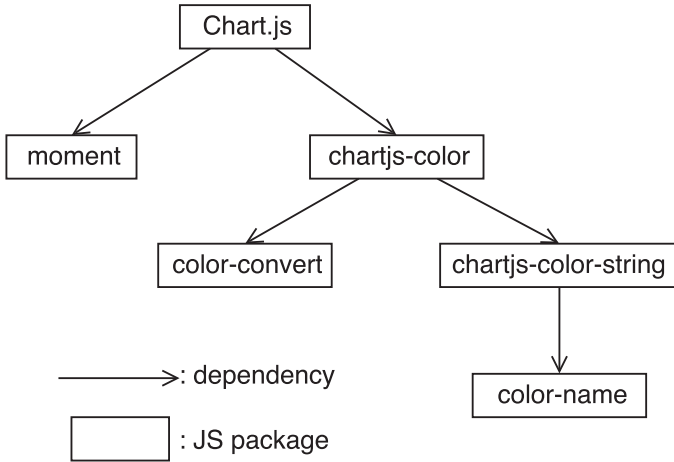 Chart.js
moment
chartjs-color
color-convert
chartjs-color-string
color-name
: dependency
: JS package